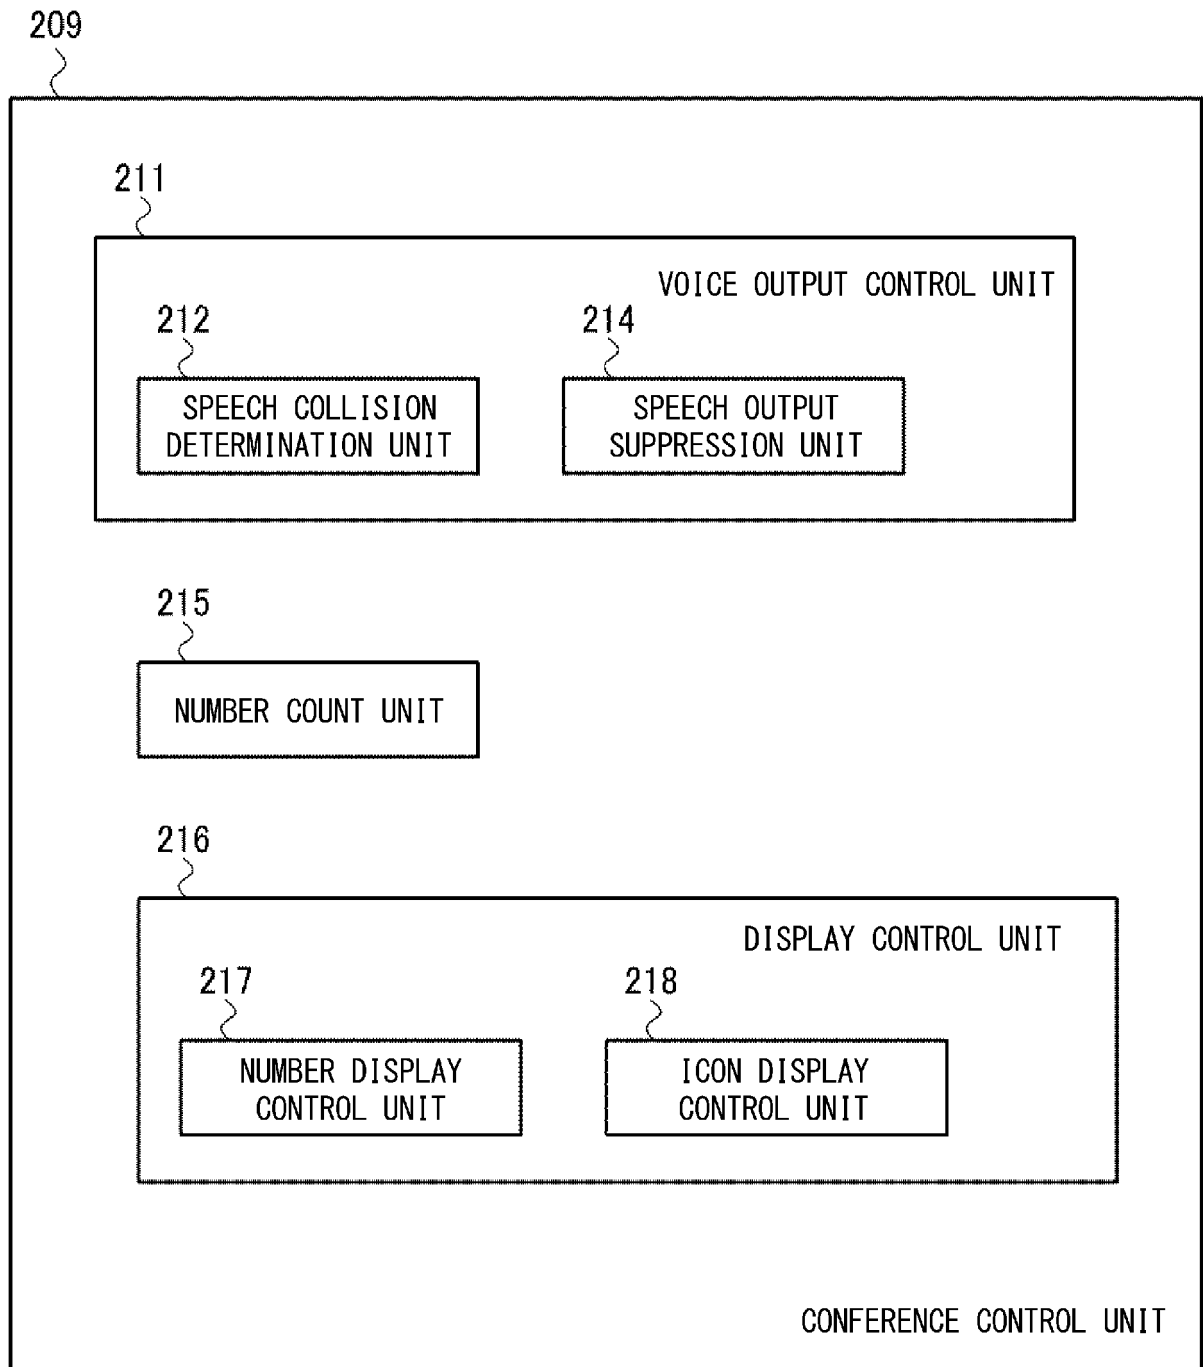 209
211
VOICE OUTPUT CONTROL UNIT
212
214
SPEECH COLLISION
DETERMINATION UNIT
SPEECH OUTPUT
SUPPRESSION UNIT
215
NUMBER COUNT UNIT
216
DISPLAY CONTROL UNIT
217
218
NUMBER DISPLAY
CONTROL UNIT
ICON DISPLAY
CONTROL UNIT
CONFERENCE CONTROL UNIT